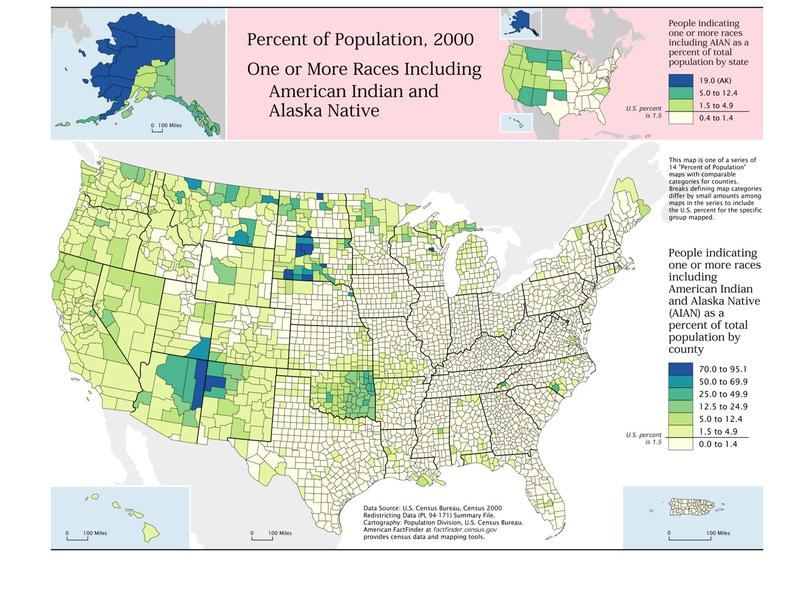 Percent of Population, 2000
One or More Races Including
American Indian and
Alaska Native
0 100 Miles
People indicating
one or more races
including AIAN as a
percent of total
population by state
19.0 (AK)
5.0 to 12.4
1.5 to 4.9
0.4 to 1.4
U.S. percent
is 1.5
This map is one of a series of
14 "Percent of Population"
maps with comparable
categories for counties.
Breaks defining map categories
differ by small amounts among
maps in the series to include
the U.S. percent for the specific
group mapped.
People indicating
one or more races
including
American Indian
and Alaska Native
(AIAN) as a
percent of total
population by
county
70.0 to 95.1
50.0 to 69.9
25.0 to 49.9
12.5 to 24.9
5.0 to 12.4
1.5 to 4.9
0.0 to 1.4
U.S. percent
is 1.5
0 100 Miles
0 100 Miles
Data Source: U.S. Census Bureau, Census 2000
Redistricting Data (PL 94-171) Summary File.
Cartography: Population Division, U.S. Census Bureau.
American FactFinder at factfinder.census.gov
provides census data and mapping tools.
0 100 Miles